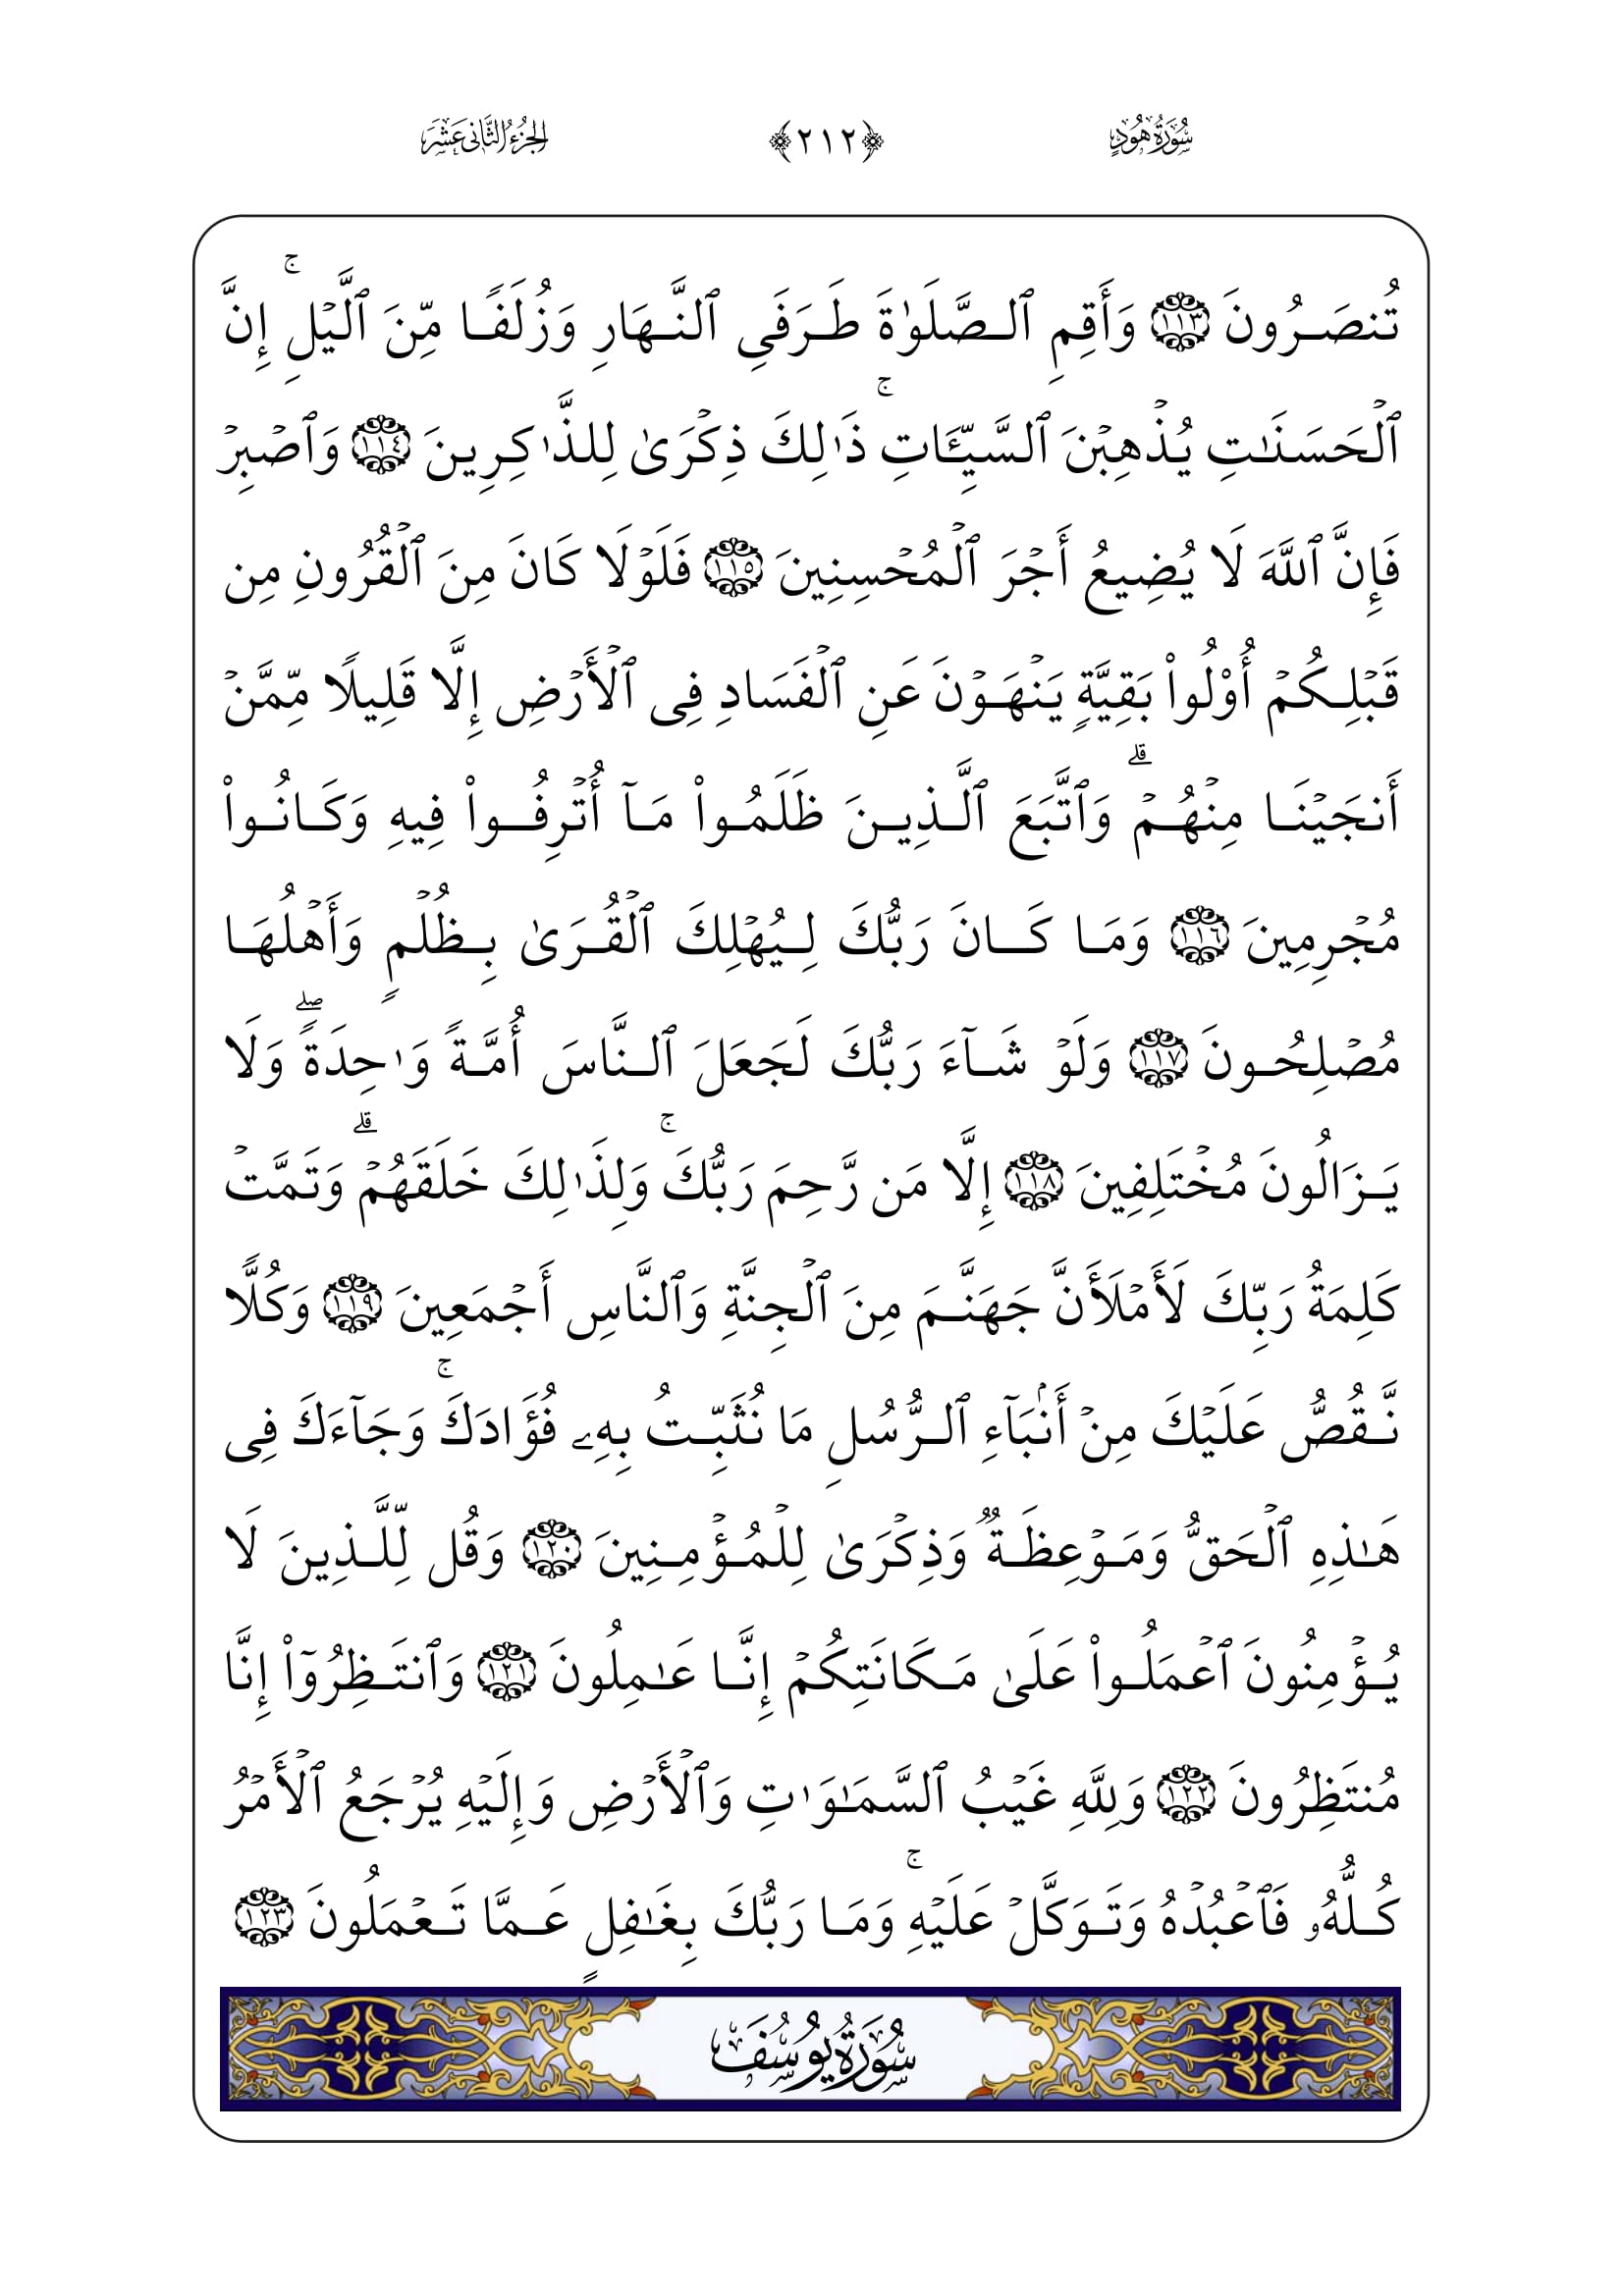 سُورَةُ هُودٍ ﴿٢١٢﴾ الجُزْءُ الثَّانِي عَشَرَ
تُنصَرُونَ ١١٣ وَأَقِمِ ٱلصَّلَوٰةَ طَرَفَيِ ٱلنَّهَارِ وَزُلَفًا مِّنَ ٱلَّيْلِ ۚ إِنَّ
ٱلْحَسَنَٰتِ يُذْهِبْنَ ٱلسَّيِّـَٔاتِ ۚ ذَٰلِكَ ذِكْرَىٰ لِلذَّٰكِرِينَ ١١٤ وَٱصْبِرْ
فَإِنَّ ٱللَّهَ لَا يُضِيعُ أَجْرَ ٱلْمُحْسِنِينَ ١١٥ فَلَوْلَا كَانَ مِنَ ٱلْقُرُونِ مِن
قَبْلِكُمْ أُو۟لُوا۟ بَقِيَّةٍ يَنْهَوْنَ عَنِ ٱلْفَسَادِ فِى ٱلْأَرْضِ إِلَّا قَلِيلًا مِّمَّنْ
أَنجَيْنَا مِنْهُمْ ۗ وَٱتَّبَعَ ٱلَّذِينَ ظَلَمُوا۟ مَآ أُتْرِفُوا۟ فِيهِ وَكَانُوا۟
مُجْرِمِينَ ١١٦ وَمَا كَانَ رَبُّكَ لِيُهْلِكَ ٱلْقُرَىٰ بِظُلْمٍ وَأَهْلُهَا
مُصْلِحُونَ ١١٧ وَلَوْ شَآءَ رَبُّكَ لَجَعَلَ ٱلنَّاسَ أُمَّةً وَٰحِدَةً ۖ وَلَا
يَزَالُونَ مُخْتَلِفِينَ ١١٨ إِلَّا مَن رَّحِمَ رَبُّكَ ۚ وَلِذَٰلِكَ خَلَقَهُمْ ۗ وَتَمَّتْ
كَلِمَةُ رَبِّكَ لَأَمْلَأَنَّ جَهَنَّمَ مِنَ ٱلْجِنَّةِ وَٱلنَّاسِ أَجْمَعِينَ ١١٩ وَكُلًّا
نَّقُصُّ عَلَيْكَ مِنْ أَنۢبَآءِ ٱلرُّسُلِ مَا نُثَبِّتُ بِهِۦ فُؤَادَكَ ۚ وَجَآءَكَ فِى
هَٰذِهِ ٱلْحَقُّ وَمَوْعِظَةٌ وَذِكْرَىٰ لِلْمُؤْمِنِينَ ١٢٠ وَقُل لِّلَّذِينَ لَا
يُؤْمِنُونَ ٱعْمَلُوا۟ عَلَىٰ مَكَانَتِكُمْ إِنَّا عَٰمِلُونَ ١٢١ وَٱنتَظِرُوٓا۟ إِنَّا
مُنتَظِرُونَ ١٢٢ وَلِلَّهِ غَيْبُ ٱلسَّمَٰوَٰتِ وَٱلْأَرْضِ وَإِلَيْهِ يُرْجَعُ ٱلْأَمْرُ
كُلُّهُۥ فَٱعْبُدْهُ وَتَوَكَّلْ عَلَيْهِ ۚ وَمَا رَبُّكَ بِغَٰفِلٍ عَمَّا تَعْمَلُونَ ١٢٣
سُورَةُ يُوسُفَ